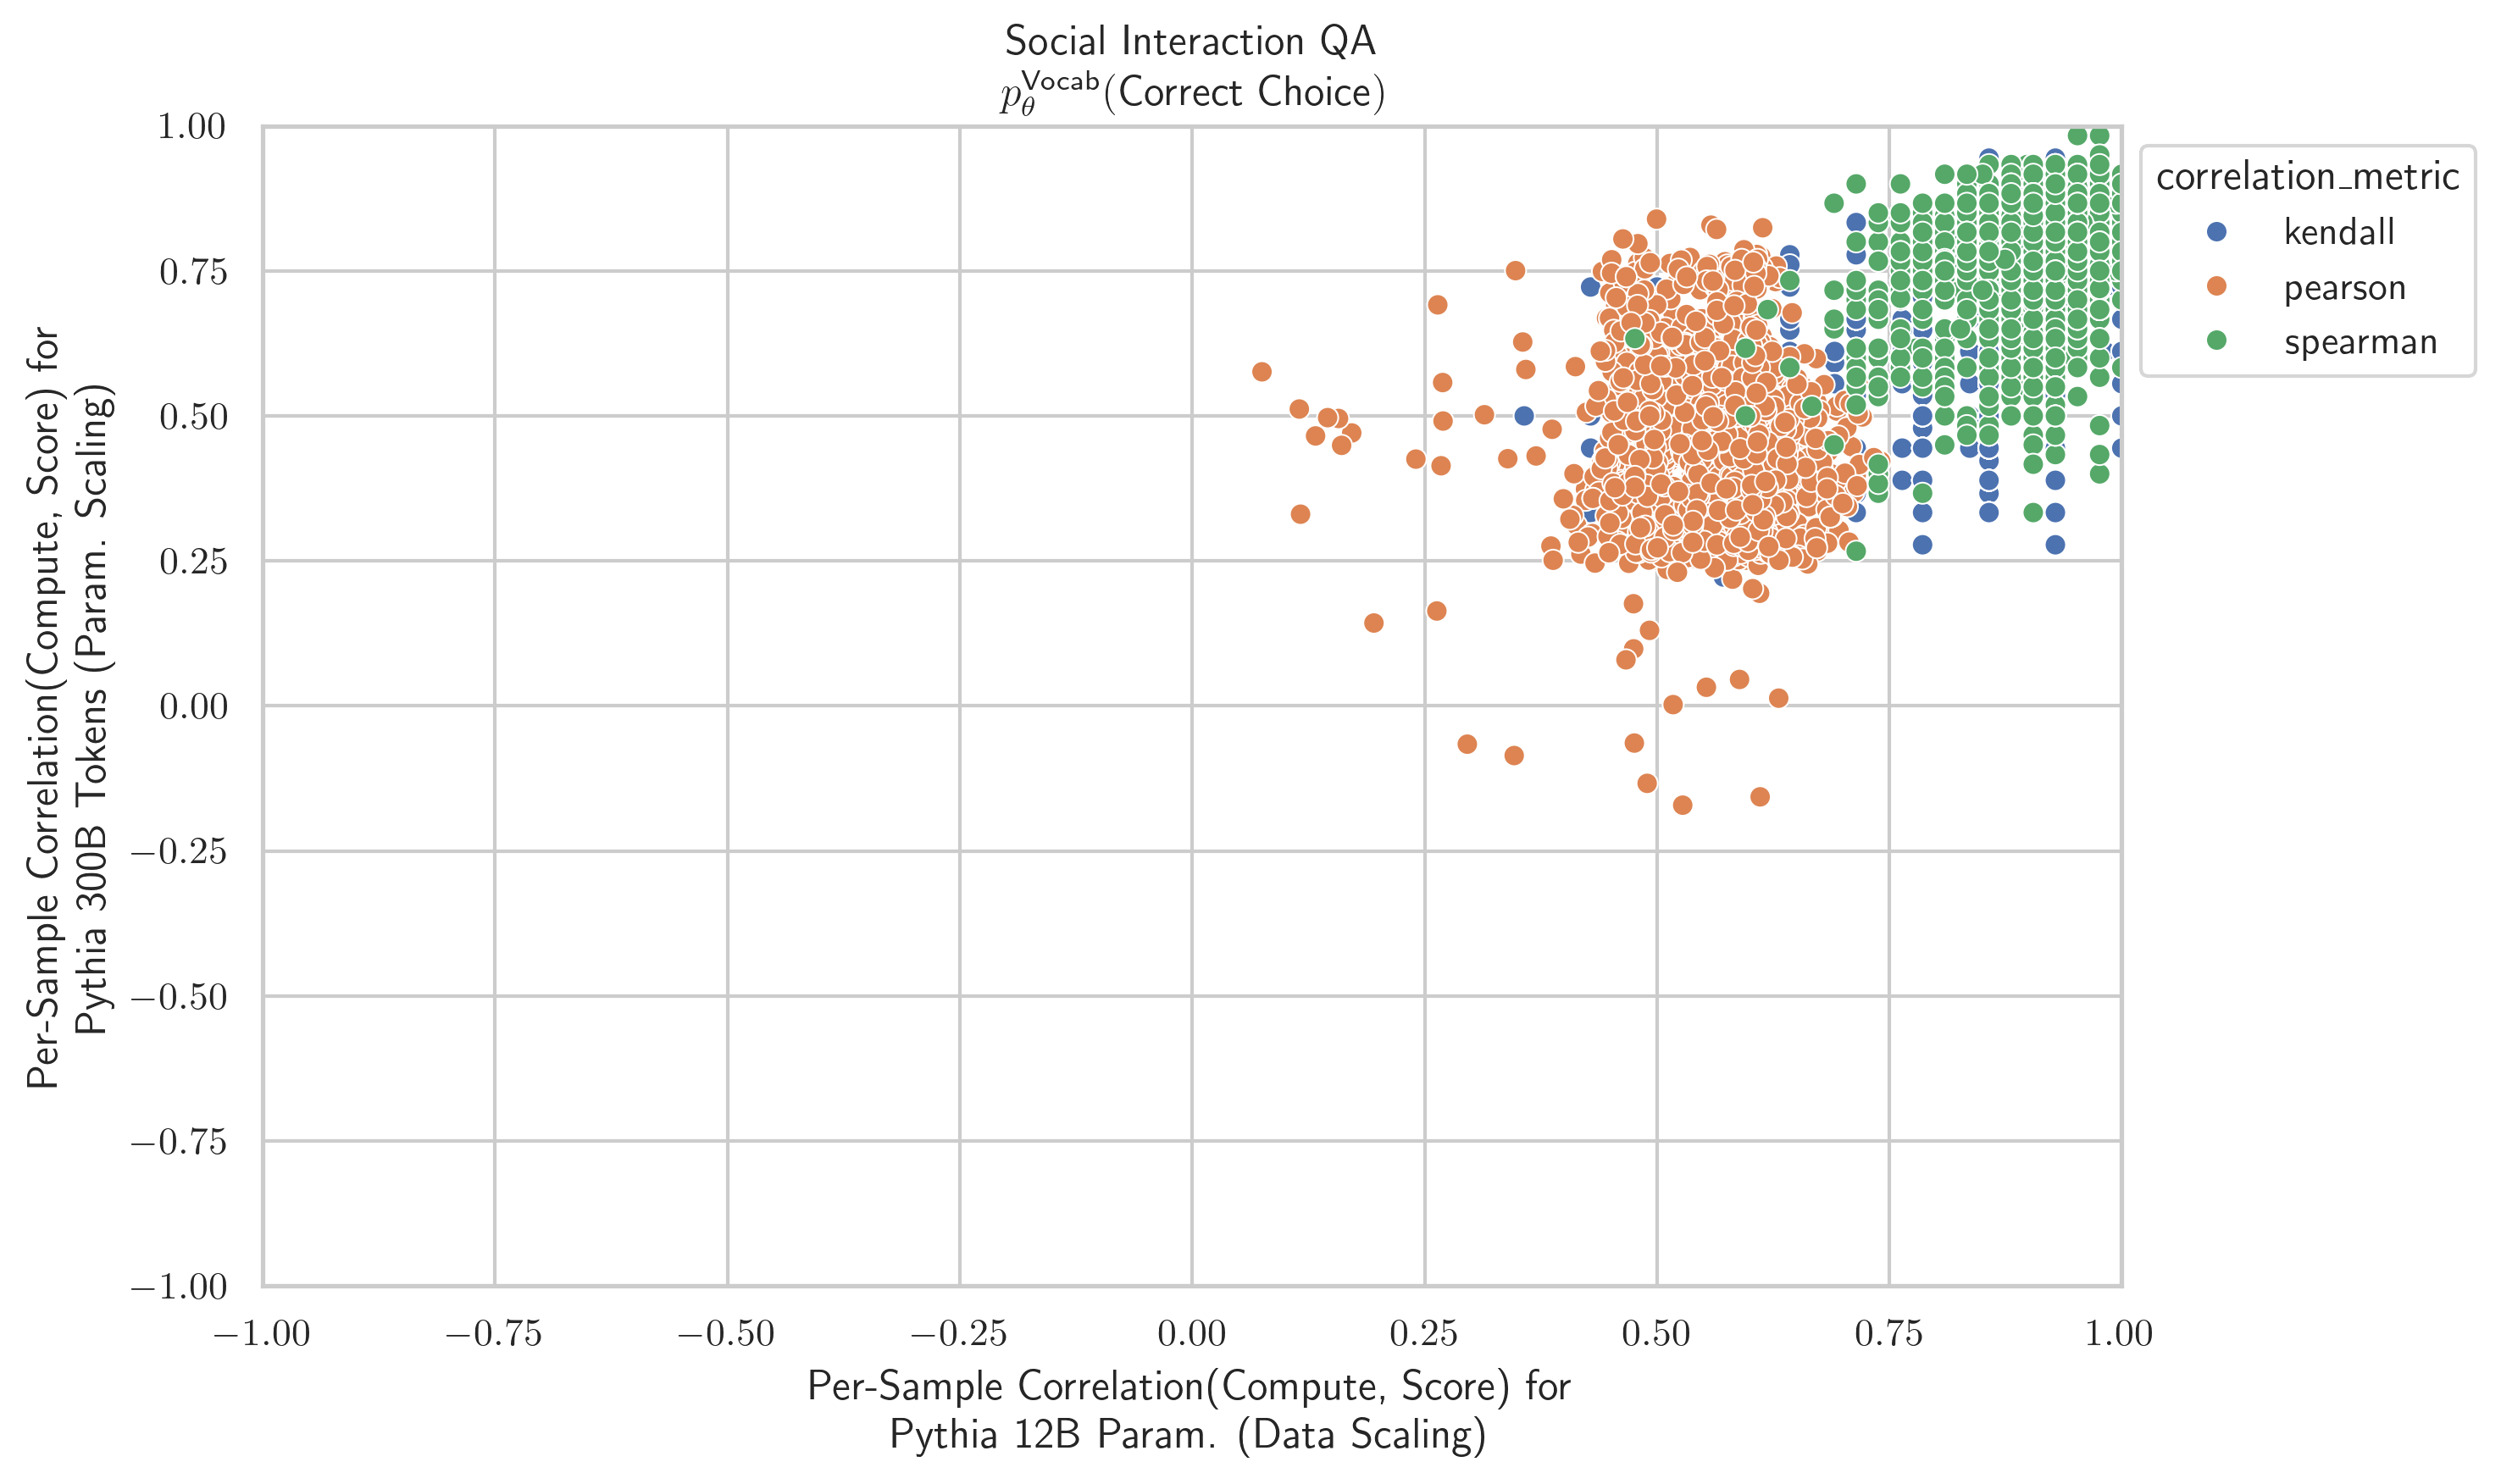 Social Interaction QA
p_θ^Vocab(Correct Choice)
1.00
0.75
0.50
0.25
0.00
−0.25
−0.50
−0.75
−1.00
Per-Sample Correlation(Compute, Score) for
Pythia 300B Tokens (Param. Scaling)
−1.00 −0.75 −0.50 −0.25 0.00 0.25 0.50 0.75 1.00
Per-Sample Correlation(Compute, Score) for
Pythia 12B Param. (Data Scaling)
correlation_metric
kendall
pearson
spearman